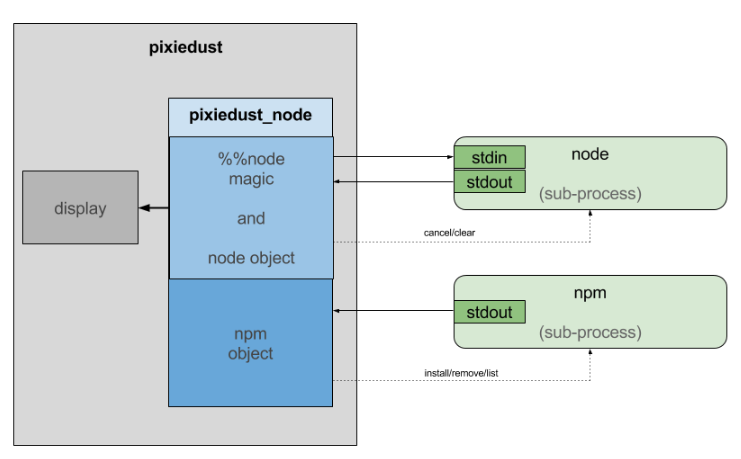 pixiedust
pixiedust_node
%%node
magic
and
node object
display
npm
object
stdin
stdout
node
(sub-process)
cancel/clear
npm
stdout
(sub-process)
install/remove/list